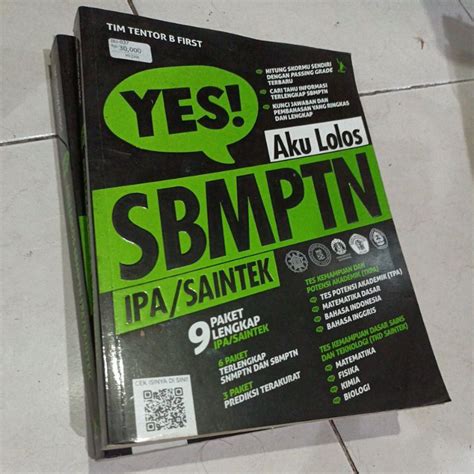 TIM TENTOR B FIRST
30,000
YES!
HITUNG SKORMU SENDIRI
DENGAN PASSING GRADE
TERBARU
CARI TAHU INFORMASI
TERLENGKAP SBMPTN
KUNCI JAWABAN DAN
PEMBAHASAN YANG RINGKAS
DAN LENGKAP
Aku Lolos
SBMPTN
IPA/SAINTEK
9 PAKET
LENGKAP
IPA/SAINTEK
6 PAKET
TERLENGKAP
SNMPTN DAN SBMPTN
3 PAKET
PREDIKSI TERAKURAT
TES KEMAMPUAN DAN
POTENSI AKADEMIK (TKPA)
TES POTENSI AKADEMIK (TPA)
MATEMATIKA DASAR
BAHASA INDONESIA
BAHASA INGGRIS
TES KEMAMPUAN DASAR SAINS
DAN TEKNOLOGI (TKD SAINTEK)
MATEMATIKA
FISIKA
KIMIA
BIOLOGI
CEK ISINYA DI SINI!